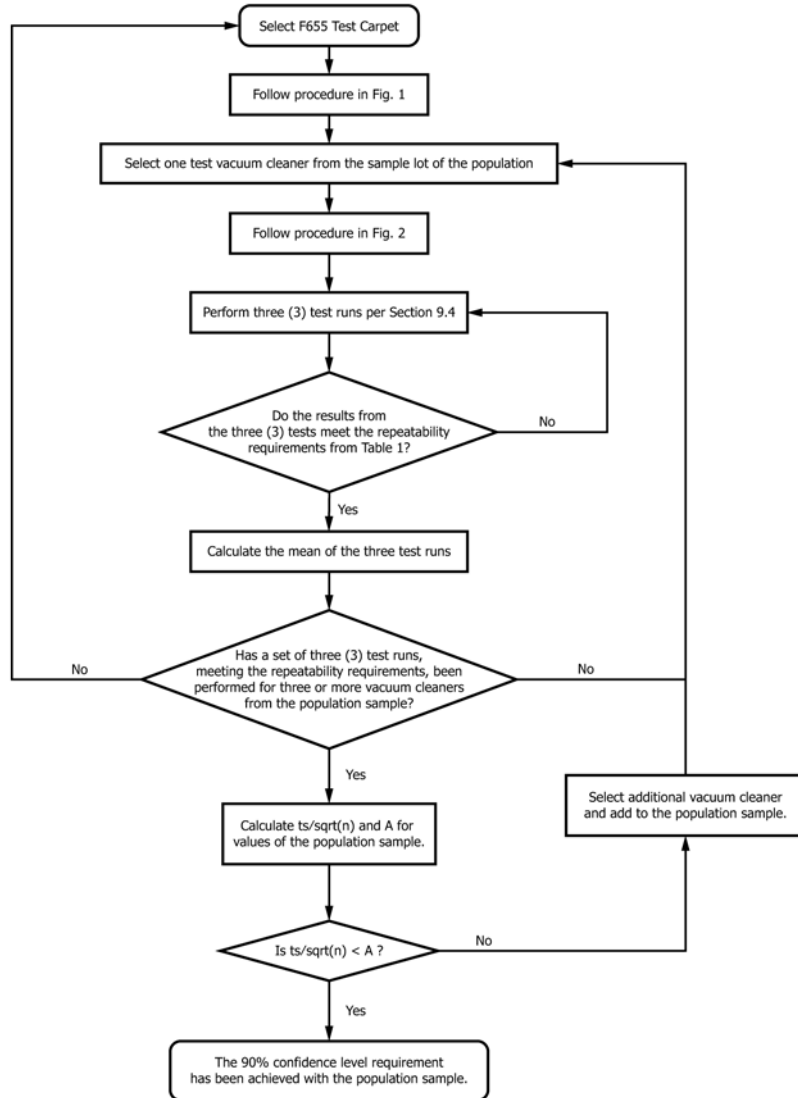 Select F655 Test Carpet
Follow procedure in Fig. 1
Select one test vacuum cleaner from the sample lot of the population
Follow procedure in Fig. 2
Perform three (3) test runs per Section 9.4
Do the results from
the three (3) tests meet the repeatability
requirements from Table 1?
No
Yes
Calculate the mean of the three test runs
Has a set of three (3) test runs,
meeting the repeatability requirements, been
performed for three or more vacuum cleaners
from the population sample?
No
No
Yes
Select additional vacuum cleaner
and add to the population sample.
Calculate ts/sqrt(n) and A for
values of the population sample.
Is ts/sqrt(n) < A ?
No
Yes
The 90% confidence level requirement
has been achieved with the population sample.